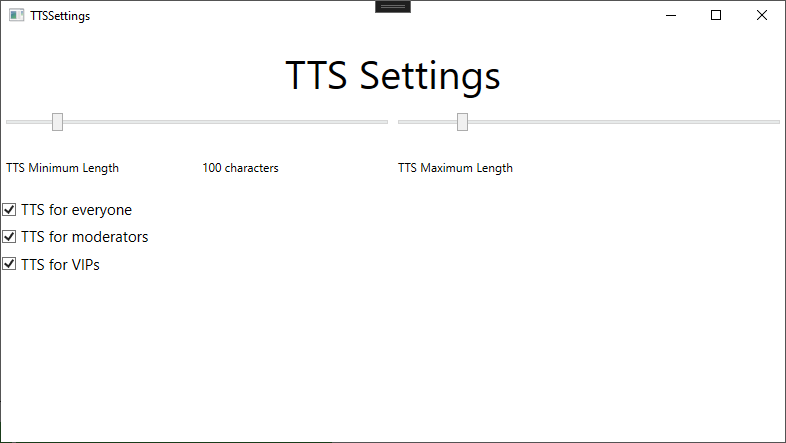 TTSSettings
TTS Settings
TTS Minimum Length 100 characters TTS Maximum Length
TTS for everyone
TTS for moderators
TTS for VIPs